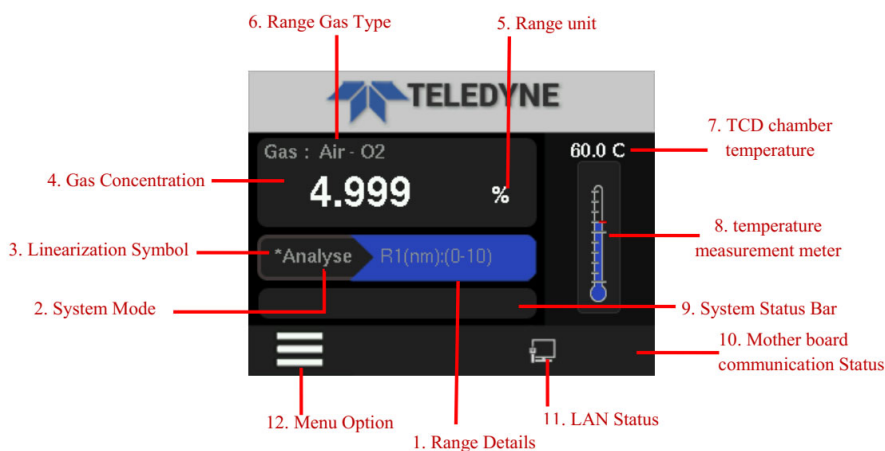 6. Range Gas Type
5. Range unit
TELEDYNE
7. TCD chamber
temperature
Gas : Air - O2
60.0 C
4. Gas Concentration
4.999
%
8. temperature
measurement meter
3. Linearization Symbol
*Analyse
R1(nm):(0-10)
2. System Mode
9. System Status Bar
10. Mother board
communication Status
12. Menu Option
11. LAN Status
1. Range Details